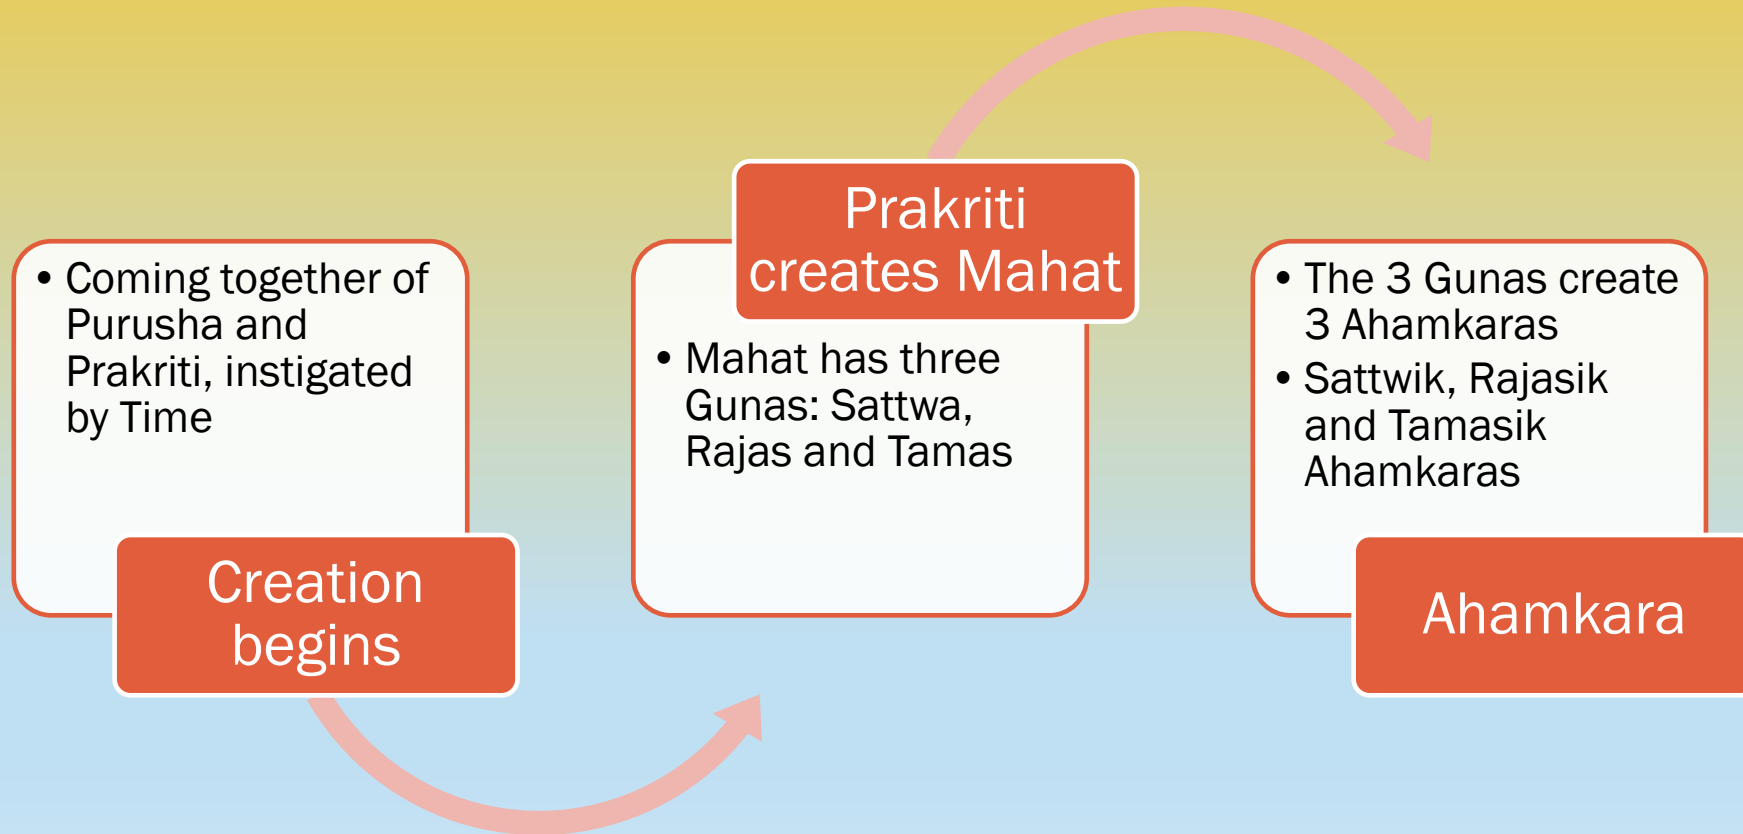 • Coming together of
Purusha and
Prakriti, instigated
by Time
Creation
begins
Prakriti
creates Mahat
• Mahat has three
Gunas: Sattwa,
Rajas and Tamas
• The 3 Gunas create
3 Ahamkaras
• Sattwik, Rajasik
and Tamasik
Ahamkaras
Ahamkara